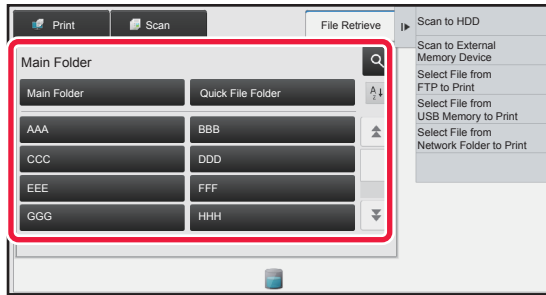 Print
Scan
File Retrieve
Main Folder
Main Folder
Quick File Folder
A
Z
AAA
BBB
CCC
DDD
EEE
FFF
GGG
HHH
Scan to HDD
Scan to External
Memory Device
Select File from
FTP to Print
Select File from
USB Memory to Print
Select File from
Network Folder to Print